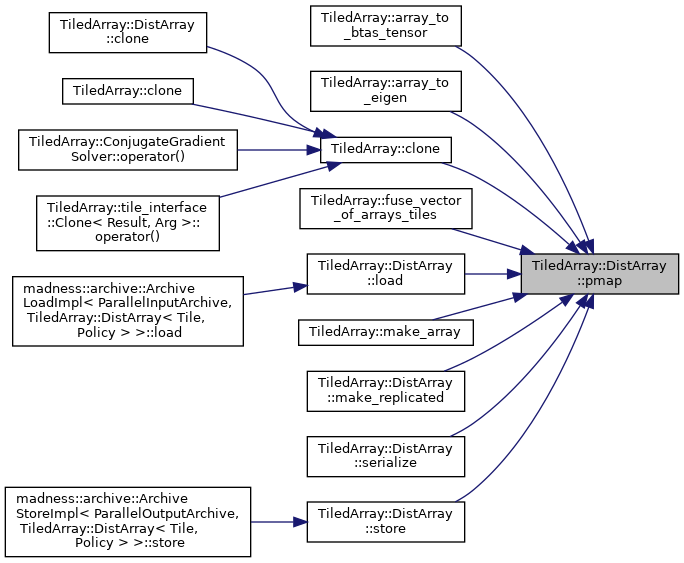 TiledArray::DistArray
::clone
TiledArray::clone
TiledArray::ConjugateGradient
Solver::operator()
TiledArray::tile_interface
::Clone< Result, Arg >::
operator()
madness::archive::Archive
LoadImpl< ParallelInputArchive,
TiledArray::DistArray< Tile,
Policy > >::load
madness::archive::Archive
StoreImpl< ParallelOutputArchive,
TiledArray::DistArray< Tile,
Policy > >::store
TiledArray::array_to
_btas_tensor
TiledArray::array_to
_eigen
TiledArray::clone
TiledArray::fuse_vector
_of_arrays_tiles
TiledArray::DistArray
::load
TiledArray::make_array
TiledArray::DistArray
::make_replicated
TiledArray::DistArray
::serialize
TiledArray::DistArray
::store
TiledArray::DistArray
::pmap